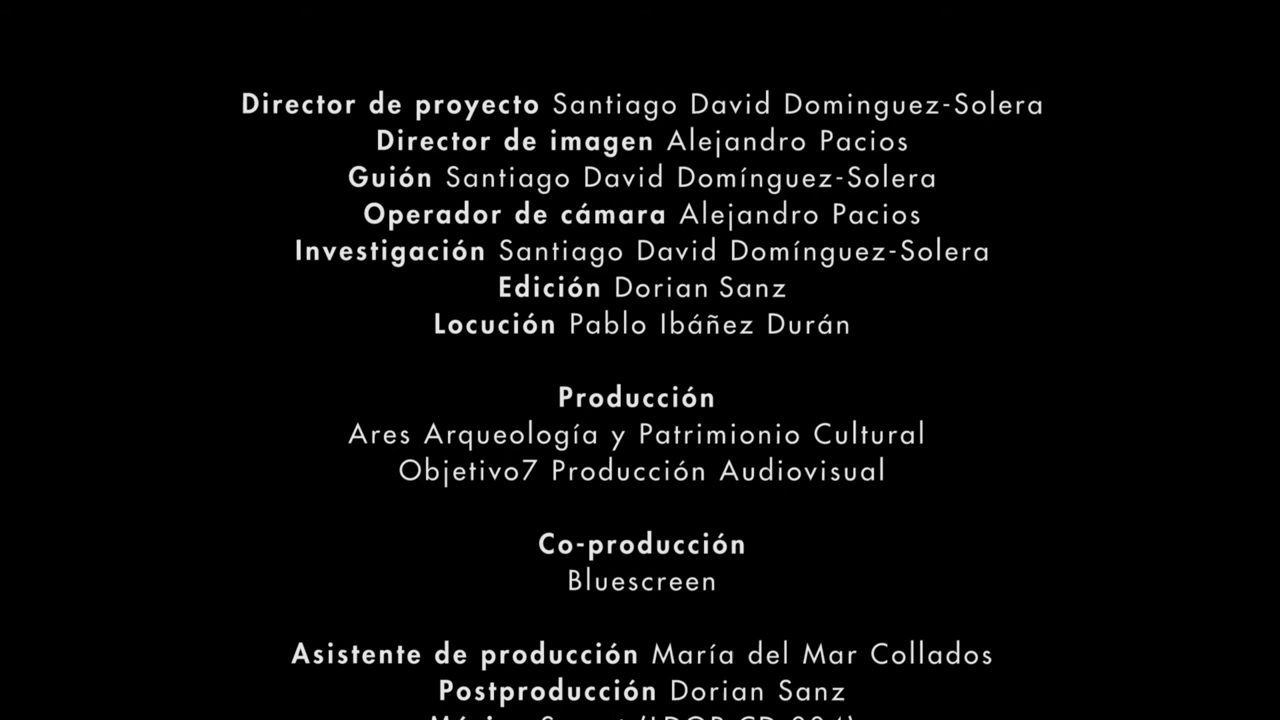 Director de proyecto Santiago David Dominguez-Solera
Director de imagen Alejandro Pacios
Guión Santiago David Domínguez-Solera
Operador de cámara Alejandro Pacios
Investigación Santiago David Domínguez-Solera
Edición Dorian Sanz
Locución Pablo Ibáñez Durán
Producción
Ares Arqueología y Patrimionio Cultural
Objetivo7 Producción Audiovisual
Co-producción
Bluescreen
Asistente de producción María del Mar Collados
Postproducción Dorian Sanz